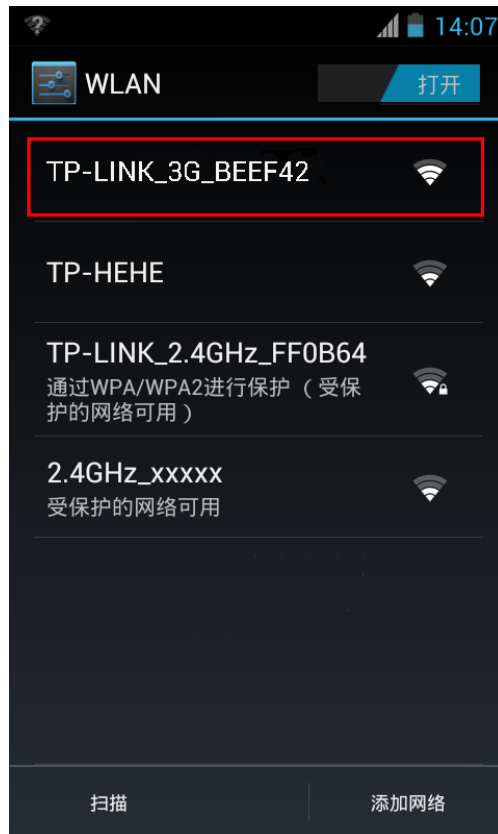 14:07
WLAN
打开
TP-LINK_3G_BEEF42
TP-HEHE
TP-LINK_2.4GHz_FF0B64
通过WPA/WPA2进行保护 （受保
护的网络可用）
2.4GHz_xxxxx
受保护的网络可用
扫描
添加网络